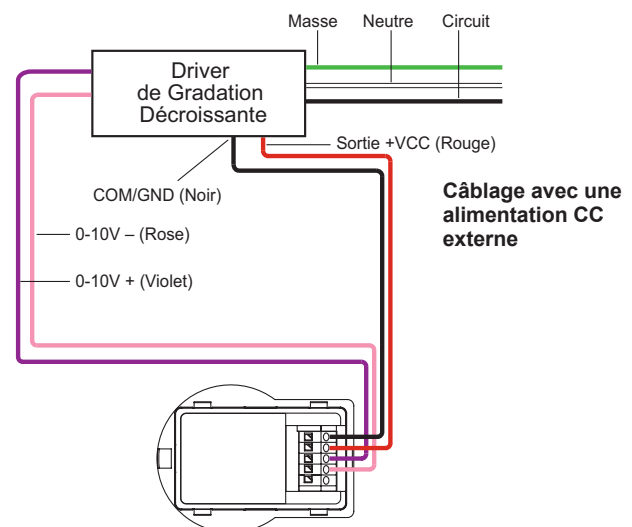 Masse Neutre Circuit
Driver
de Gradation
Décroissante
Sortie +VCC (Rouge)
COM/GND (Noir)
Câblage avec une
alimentation CC
externe
0-10V – (Rose)
0-10V + (Violet)